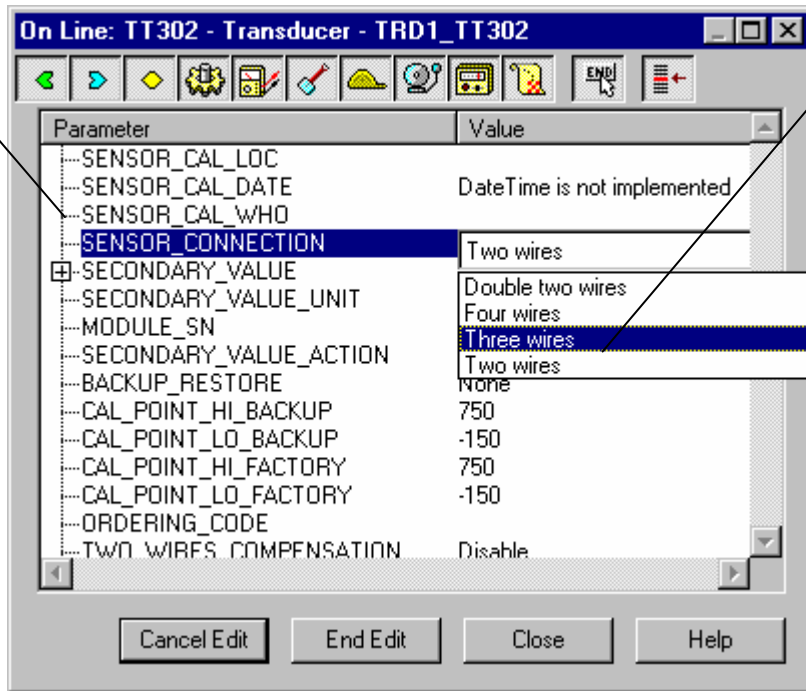 On Line: TT302 - Transducer - TRD1_TT302
END
Parameter Value
SENSOR_CAL_LOC
SENSOR_CAL_DATE DateTime is not implemented
SENSOR_CAL_WHO
SENSOR_CONNECTION Two wires
SECONDARY_VALUE Double two wires
SECONDARY_VALUE_UNIT Four wires
MODULE_SN Three wires
SECONDARY_VALUE_ACTION Two wires
BACKUP_RESTORE None
CAL_POINT_HI_BACKUP 750
CAL_POINT_LO_BACKUP -150
CAL_POINT_HI_FACTORY 750
CAL_POINT_LO_FACTORY -150
ORDERING_CODE
TWO_WIRES_COMPENSATION Disable
Cancel Edit End Edit Close Help